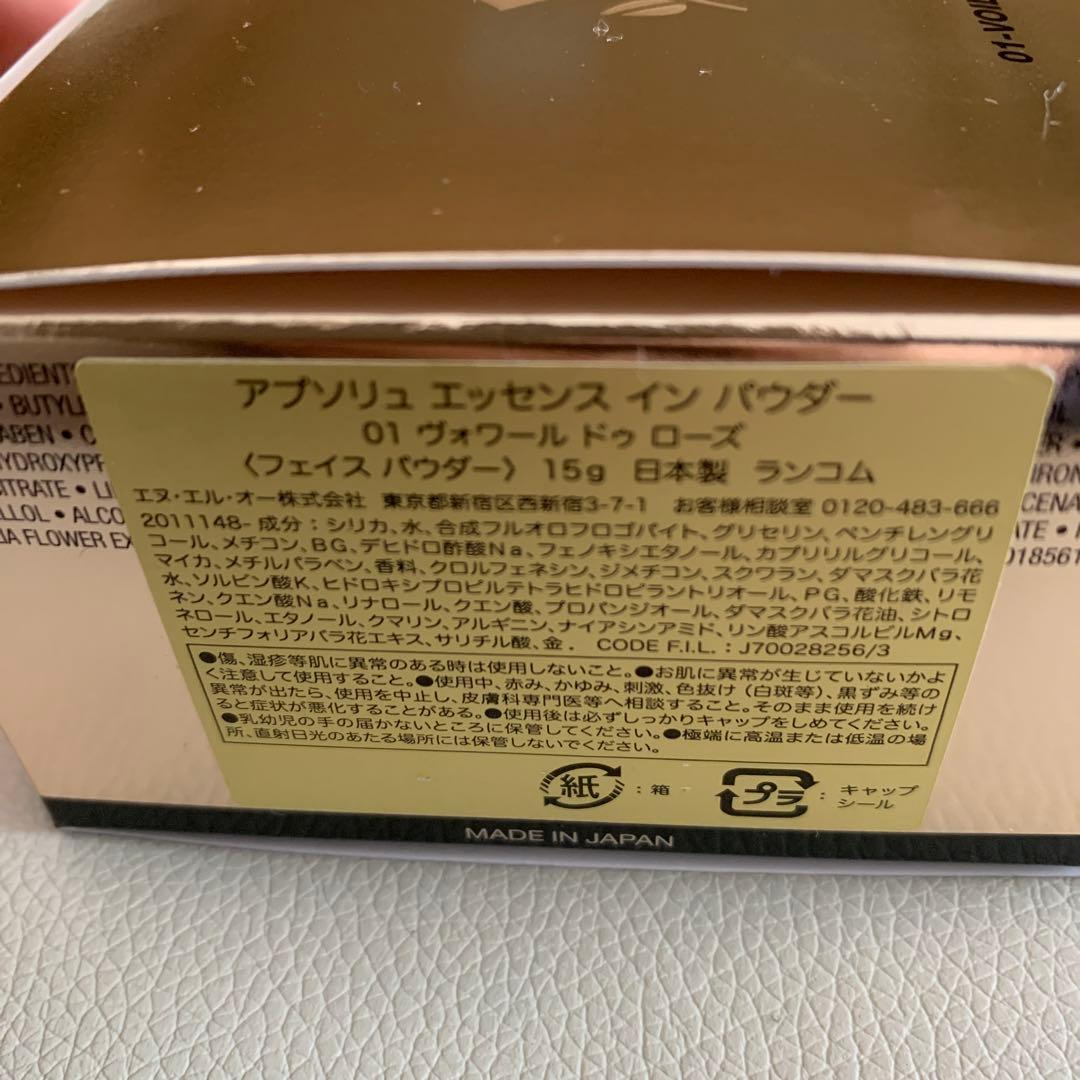 01-VOI
アプソリュ エッセンス イン パウダー
01 ヴォワール ドゥ ローズ
〈フェイス パウダー〉 15g 日本製 ランコム
エヌ・エル・オー株式会社 東京都新宿区西新宿3-7-1 お客様相談室 0120-483-666
2011148- 成分：シリカ、水、合成フルオロフロゴパイト、グリセリン、ペンチレングリ
コール、メチコン、BG、デヒドロ酢酸Na、フェノキシエタノール、カプリリルグリコール、
マイカ、メチルパラベン、香料、クロルフェネシン、ジメチコン、スクワラン、ダマスクバラ花
水、ソルビン酸K、ヒドロキシプロピルテトラヒドロピラントリオール、PG、酸化鉄、リモ
ネン、クエン酸Na、リナロール、クエン酸、プロパンジオール、ダマスクバラ花油、シトロ
ネロール、エタノール、クマリン、アルギニン、ナイアシンアミド、リン酸アスコルビルMg、
センチフォリアバラ花エキス、サリチル酸、金． CODE F.I.L.：J70028256/3
●傷、湿疹等肌に異常のある時は使用しないこと。●お肌に異常が生じていないかよ
く注意して使用すること。●使用中、赤み、かゆみ、刺激、色抜け（白斑等）、黒ずみ等の
異常が出たら、使用を中止し、皮膚科専門医等へ相談すること。そのまま使用を続け
ると症状が悪化することがある。●使用後は必ずしっかりキャップをしめてください。
●乳幼児の手の届かないところに保管してください。●極端に高温または低温の場
所、直射日光のあたる場所には保管しないでください。
紙：箱 プラ：キャップ
シール
EDIENTS
• BUTYL
ABEN • C
YDROXYPR
ITRATE • LI
LLOL • ALCO
IA FLOWER EX
R •
IRON
CENA
ATE •
018561
MADE IN JAPAN